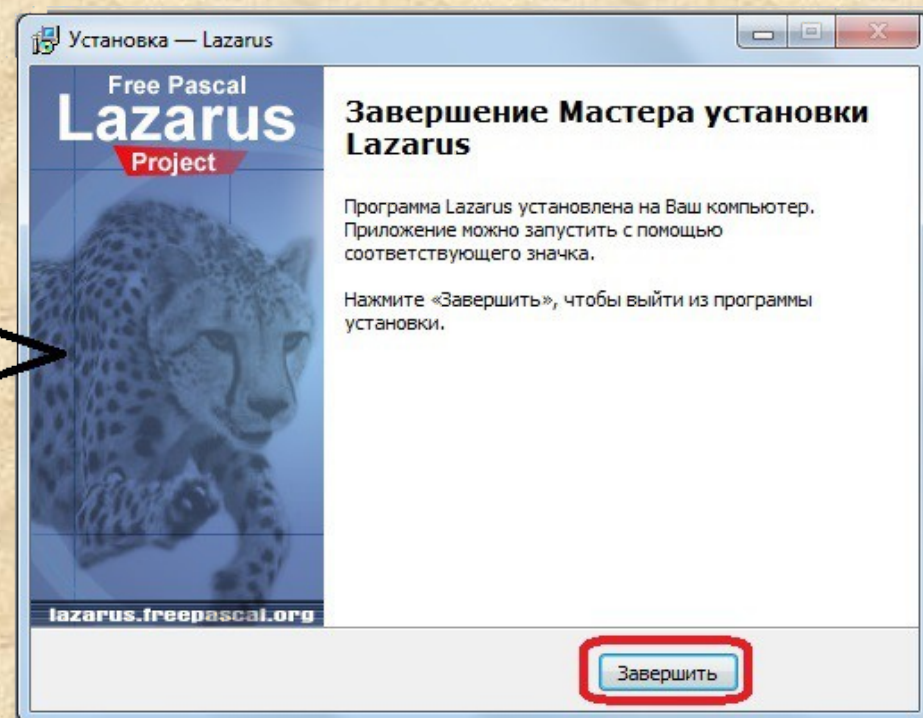 Установка — Lazarus
Free Pascal
Lazarus
Project
lazarus.freepascal.org
Завершение Мастера установки
Lazarus
Программа Lazarus установлена на Ваш компьютер.
Приложение можно запустить с помощью
соответствующего значка.
Нажмите «Завершить», чтобы выйти из программы
установки.
Завершить